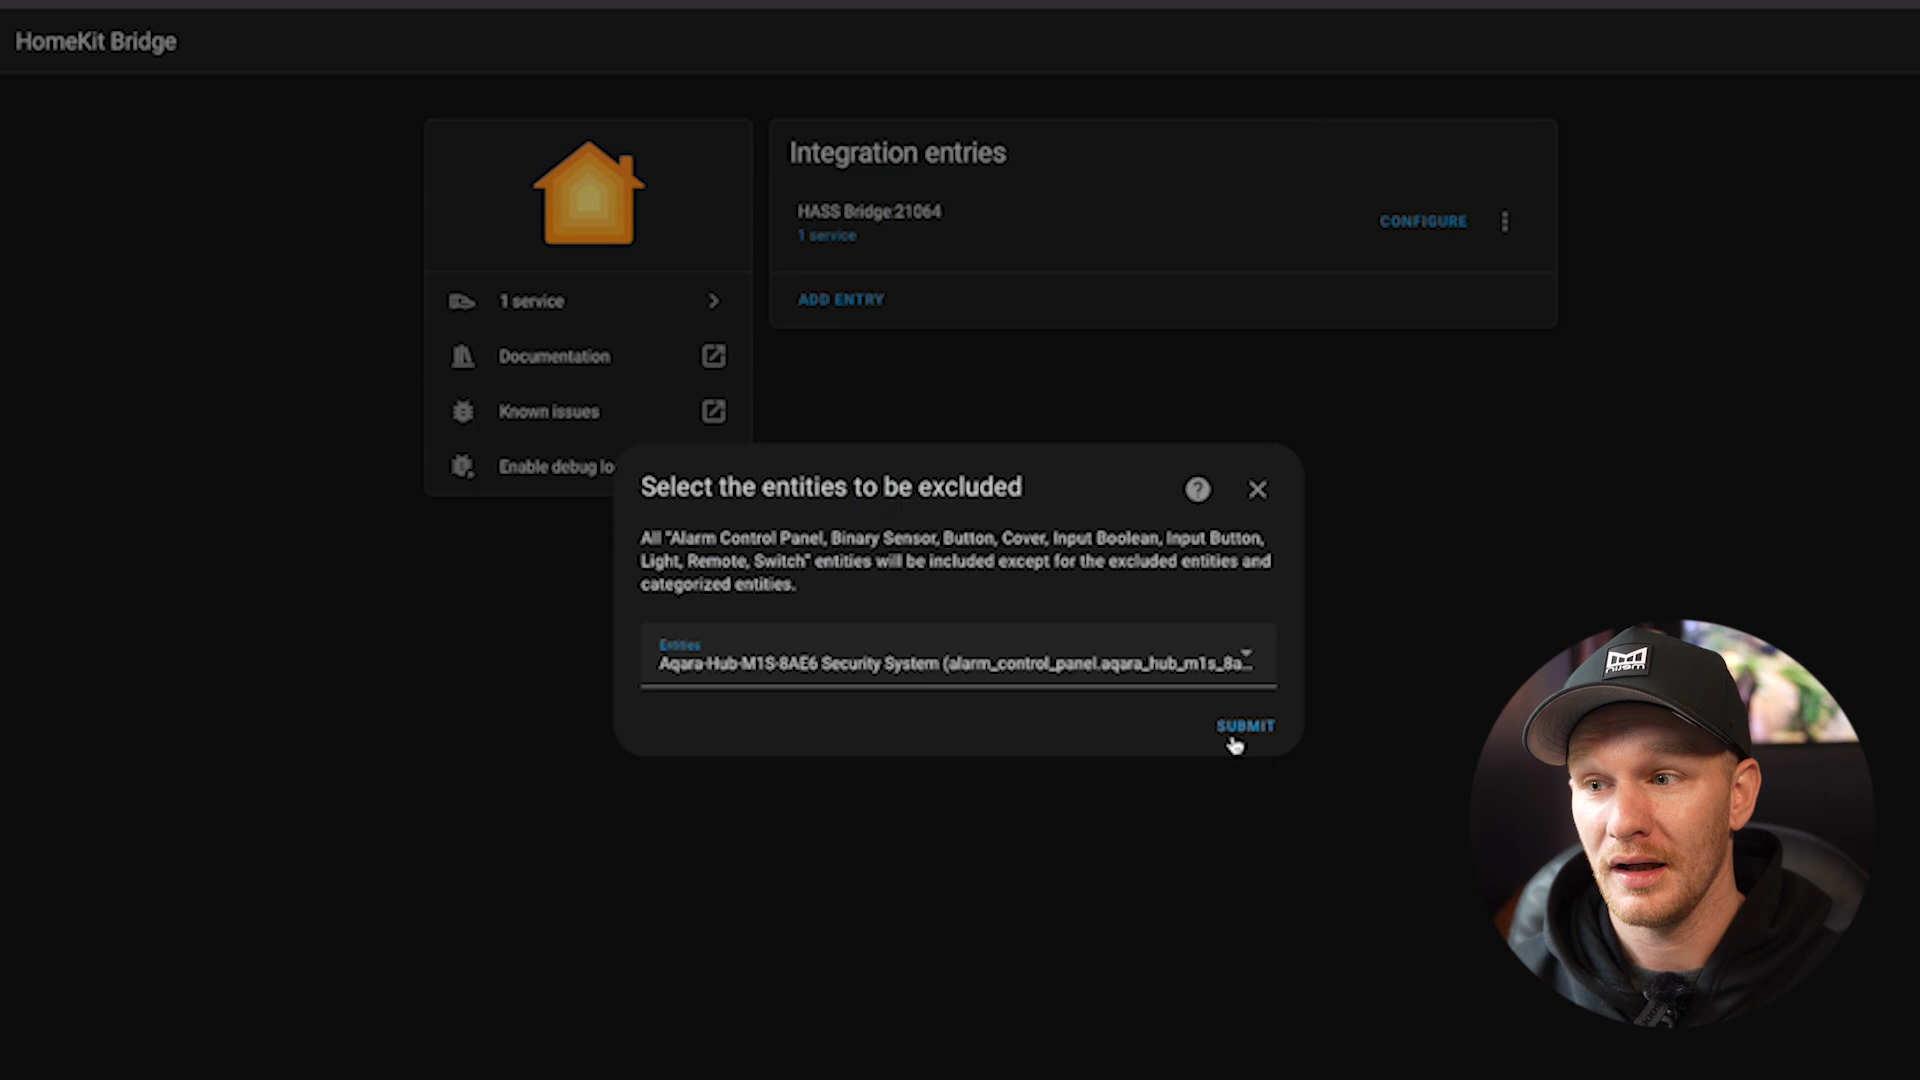 HomeKit Bridge
Integration entries
HASS Bridge:21064
1 service
CONFIGURE
ADD ENTRY
1 service
Documentation
Known issues
Enable debug lo
Select the entities to be excluded
All "Alarm Control Panel, Binary Sensor, Button, Cover, Input Boolean, Input Button,
Light, Remote, Switch" entities will be included except for the excluded entities and
categorized entities.
Entities
Aqara-Hub-M1S-8AE6 Security System (alarm_control_panel.aqara_hub_m1s_8a...
SUBMIT
melin